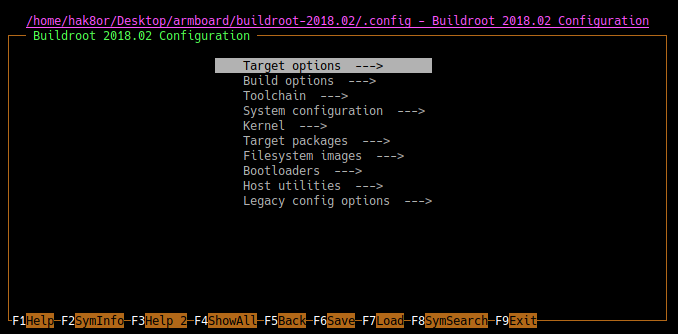 /home/hak8or/Desktop/armboard/buildroot-2018.02/.config - Buildroot 2018.02 Configuration
Buildroot 2018.02 Configuration
Target options --->
Build options --->
Toolchain --->
System configuration --->
Kernel --->
Target packages --->
Filesystem images --->
Bootloaders --->
Host utilities --->
Legacy config options --->
F1Help F2SymInfo F3Help 2 F4ShowAll F5Back F6Save F7Load F8SymSearch F9Exit